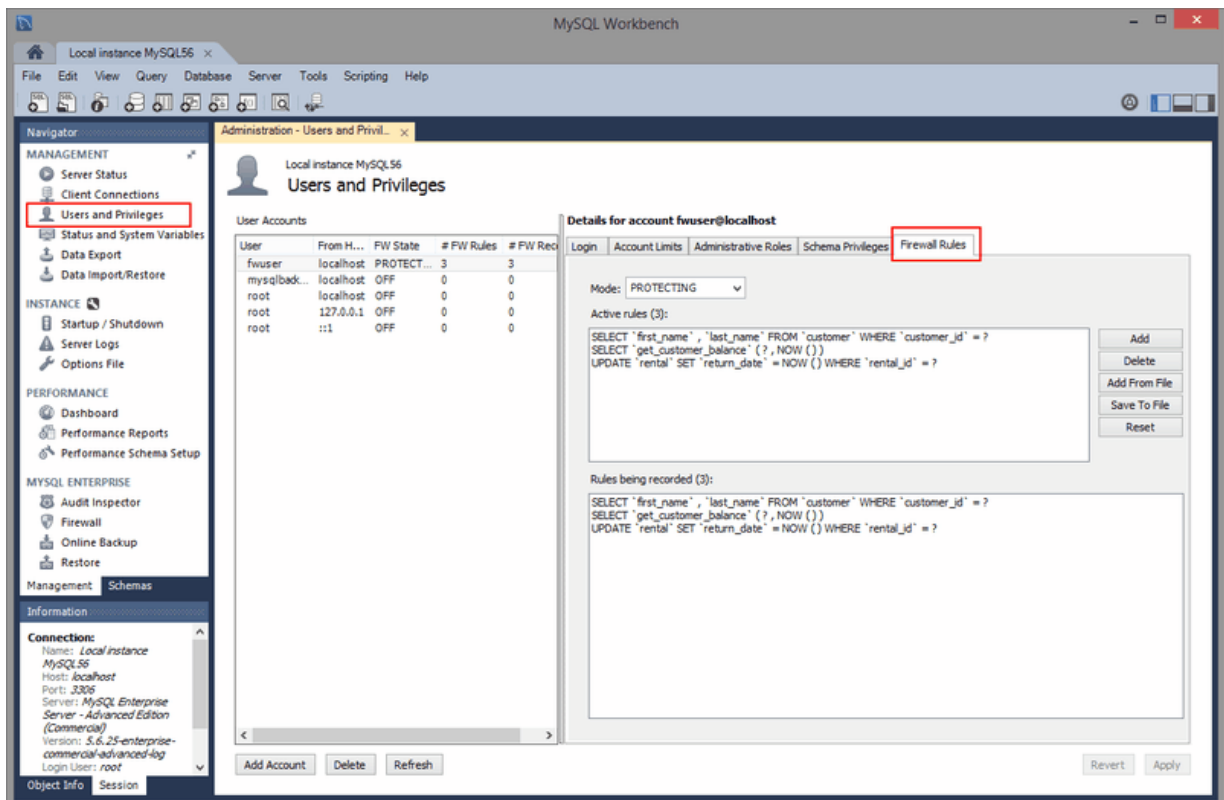 MySQL Workbench
Local instance MySQL56
File Edit View Query Database Server Tools Scripting Help
Navigator
MANAGEMENT
Server Status
Client Connections
Users and Privileges
Status and System Variables
Data Export
Data Import/Restore
INSTANCE
Startup / Shutdown
Server Logs
Options File
PERFORMANCE
Dashboard
Performance Reports
Performance Schema Setup
MYSQL ENTERPRISE
Audit Inspector
Firewall
Online Backup
Restore
Management Schemas
Information
Connection:
Name: Local instance
MySQL56
Host: localhost
Port: 3306
Server: MySQL Enterprise
Server - Advanced Edition
(Commercial)
Version: 5.6.25-enterprise-
commercial-advanced-log
Login User: root
Object Info Session
Administration - Users and Privil...
Local instance MySQL56
Users and Privileges
User Accounts
User From H... FW State # FW Rules # FW Rec
fwuser localhost PROTECT... 3 3
mysqlback... localhost OFF 0 0
root localhost OFF 0 0
root 127.0.0.1 OFF 0 0
root ::1 OFF 0 0
Add Account Delete Refresh
Details for account fwuser@localhost
Login Account Limits Administrative Roles Schema Privileges Firewall Rules
Mode: PROTECTING
Active rules (3):
SELECT `first_name` , `last_name` FROM `customer` WHERE `customer_id` = ?
SELECT `get_customer_balance` ( ? , NOW ( ) )
UPDATE `rental` SET `return_date` = NOW ( ) WHERE `rental_id` = ?
Add
Delete
Add From File
Save To File
Reset
Rules being recorded (3):
SELECT `first_name` , `last_name` FROM `customer` WHERE `customer_id` = ?
SELECT `get_customer_balance` ( ? , NOW ( ) )
UPDATE `rental` SET `return_date` = NOW ( ) WHERE `rental_id` = ?
Revert Apply